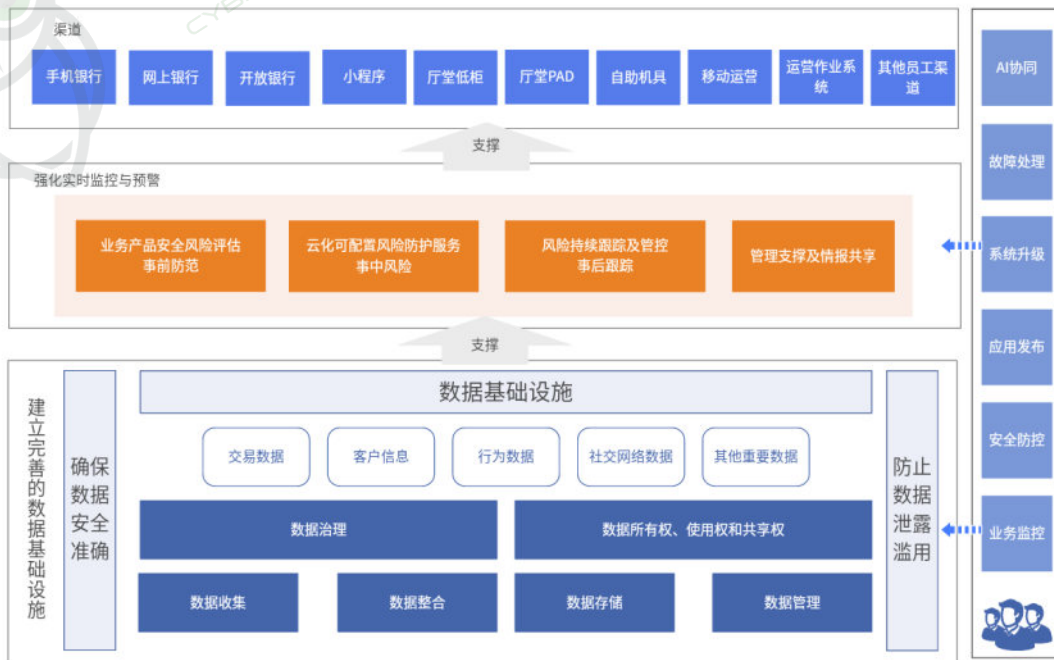 CYB
渠道
手机银行
网上银行
开放银行
小程序
厅堂低柜
厅堂PAD
自助机具
移动运营
运营作业系
统
其他员工渠
道
支撑
强化实时监控与预警
业务产品安全风险评估
事前防范
云化可配置风险防护服务
事中风险
风险持续跟踪及管控
事后跟踪
管理支撑及情报共享
支撑
建立完善的数据基础设施
确保
数据
安全
准确
数据基础设施
交易数据
客户信息
行为数据
社交网络数据
其他重要数据
数据治理
数据所有权、使用权和共享权
数据收集
数据整合
数据存储
数据管理
防止
数据
泄露
滥用
AI协同
故障处理
系统升级
应用发布
安全防控
业务监控